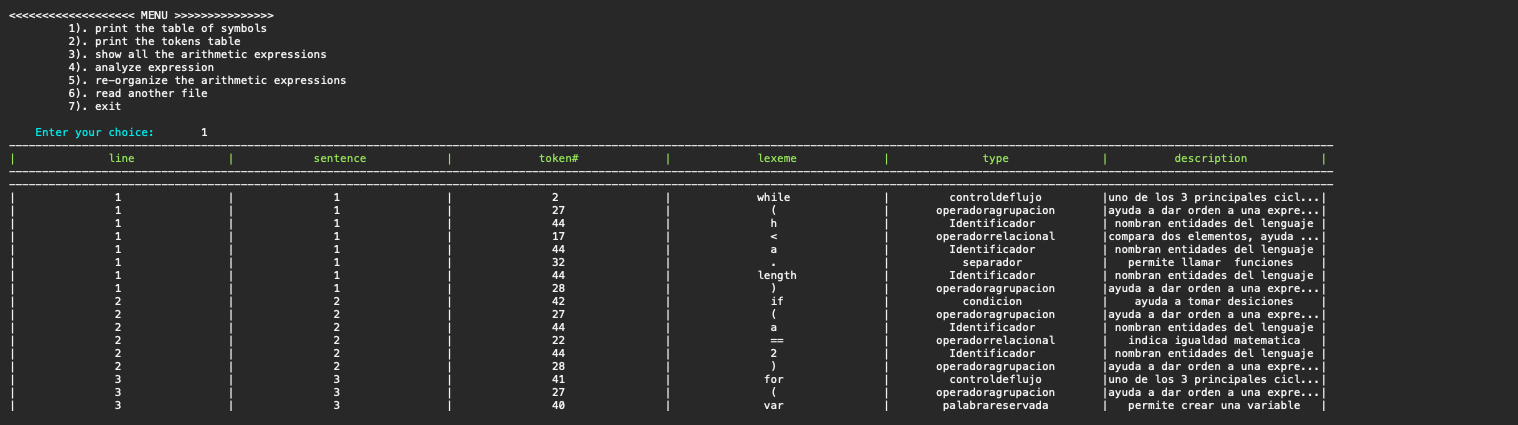 <<<<<<<<<<<<<<<<<<< MENU >>>>>>>>>>>>>>>
1). print the table of symbols
2). print the tokens table
3). show all the arithmetic expressions
4). analyze expression
5). re-organize the arithmetic expressions
6). read another file
7). exit
Enter your choice: 1
| line | sentence | token# | lexeme | type | description |
| 1 | 1 | 2 | while | controldeflujo |uno de los 3 principales cicl...|
| 1 | 1 | 27 | ( | operadoragrupacion |ayuda a dar orden a una expre...|
| 1 | 1 | 44 | h | Identificador | nombran entidades del lenguaje |
| 1 | 1 | 17 | < | operadorrelacional |compara dos elementos, ayuda ...|
| 1 | 1 | 44 | a | Identificador | nombran entidades del lenguaje |
| 1 | 1 | 32 | . | separador | permite llamar  funciones |
| 1 | 1 | 44 | length | Identificador | nombran entidades del lenguaje |
| 1 | 1 | 28 | ) | operadoragrupacion |ayuda a dar orden a una expre...|
| 2 | 2 | 42 | if | condicion | ayuda a tomar desiciones |
| 2 | 2 | 27 | ( | operadoragrupacion |ayuda a dar orden a una expre...|
| 2 | 2 | 44 | a | Identificador | nombran entidades del lenguaje |
| 2 | 2 | 22 | == | operadorrelacional | indica igualdad matematica |
| 2 | 2 | 44 | 2 | Identificador | nombran entidades del lenguaje |
| 2 | 2 | 28 | ) | operadoragrupacion |ayuda a dar orden a una expre...|
| 3 | 3 | 41 | for | controldeflujo |uno de los 3 principales cicl...|
| 3 | 3 | 27 | ( | operadoragrupacion |ayuda a dar orden a una expre...|
| 3 | 3 | 40 | var | palabrareservada | permite crear una variable |